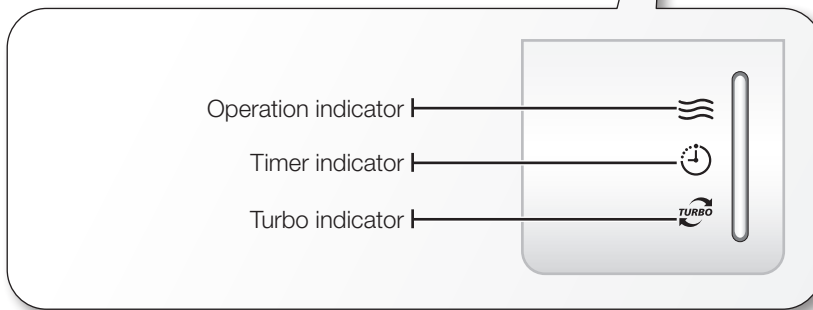 Operation indicator
Timer indicator
Turbo indicator
TURBO